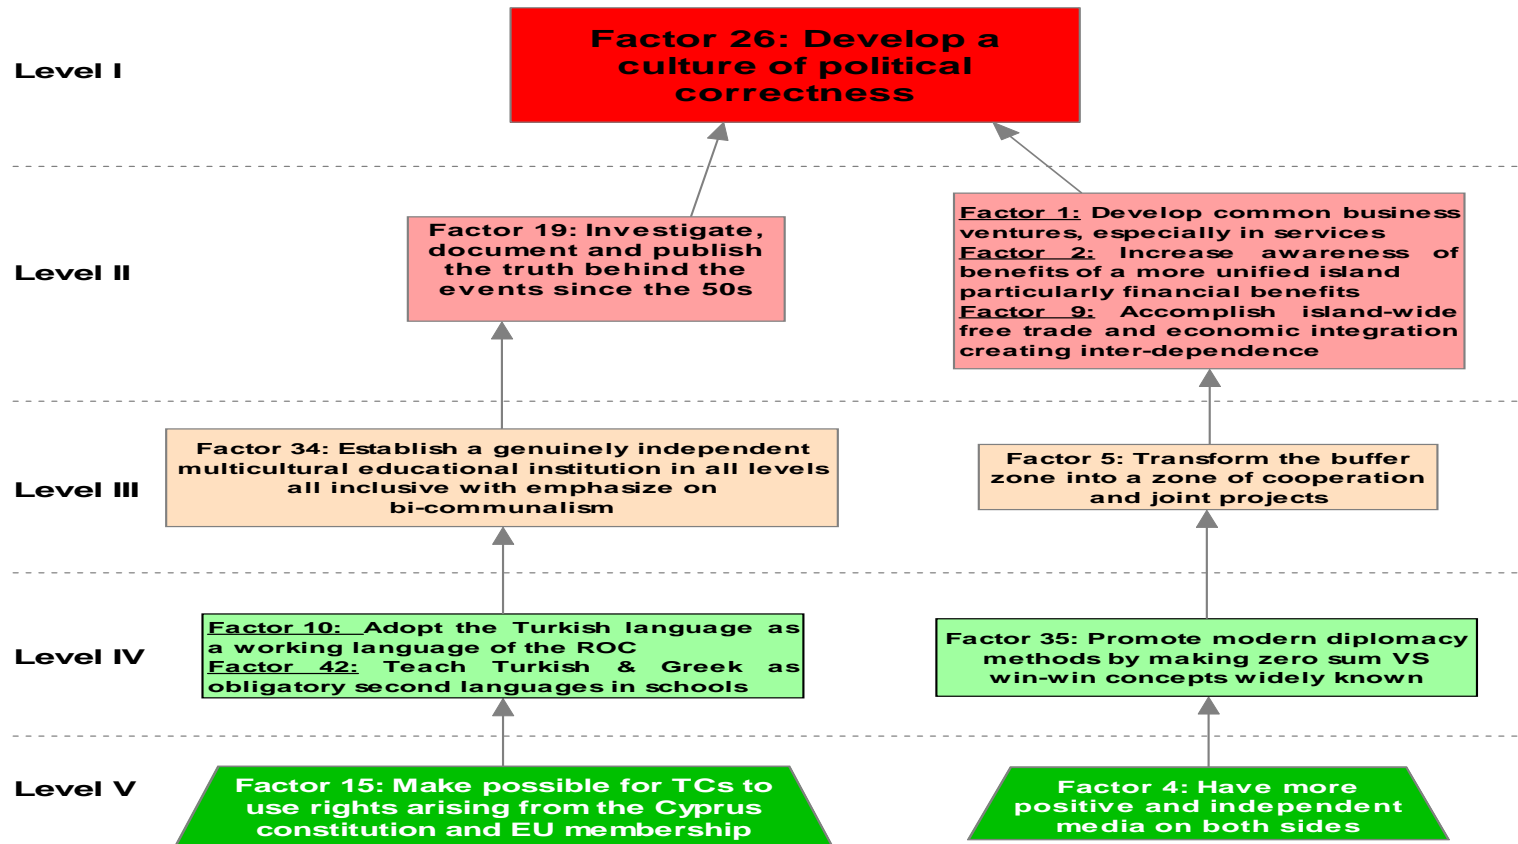 Level I
Factor 26: Develop a
culture of political
correctness
Level II
Factor 19: Investigate,
document and publish
the truth behind the
events since the 50s
Factor 1: Develop common business
ventures, especially in services
Factor 2: Increase awareness of
benefits of a more unified island
particularly financial benefits
Factor 9: Accomplish island-wide
free trade and economic integration
creating inter-dependence
Level III
Factor 34: Establish a genuinely independent
multicultural educational institution in all levels
all inclusive with emphasize on
bi-communalism
Factor 5: Transform the buffer
zone into a zone of cooperation
and joint projects
Level IV
Factor 10: Adopt the Turkish language as
a working language of the ROC
Factor 42: Teach Turkish & Greek as
obligatory second languages in schools
Factor 35: Promote modern diplomacy
methods by making zero sum VS
win-win concepts widely known
Level V
Factor 15: Make possible for TCs to
use rights arising from the Cyprus
constitution and EU membership
Factor 4: Have more
positive and independent
media on both sides